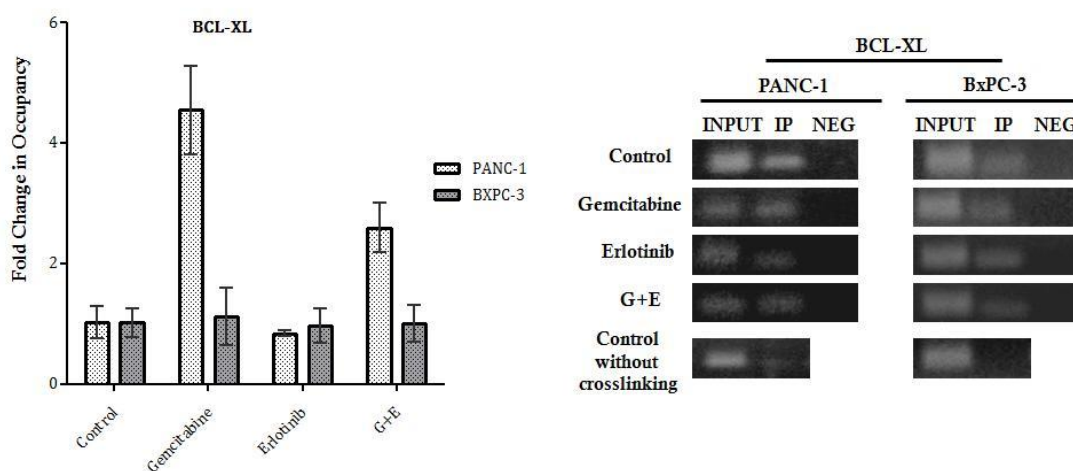 BCL-XL
Fold Change in Occupancy
6
4
2
0
Control
Gemcitabine
Erlotinib
G+E
PANC-1
BXPC-3
BCL-XL
PANC-1
BxPC-3
INPUT IP NEG
INPUT IP NEG
Control
Gemcitabine
Erlotinib
G+E
Control
without
crosslinking